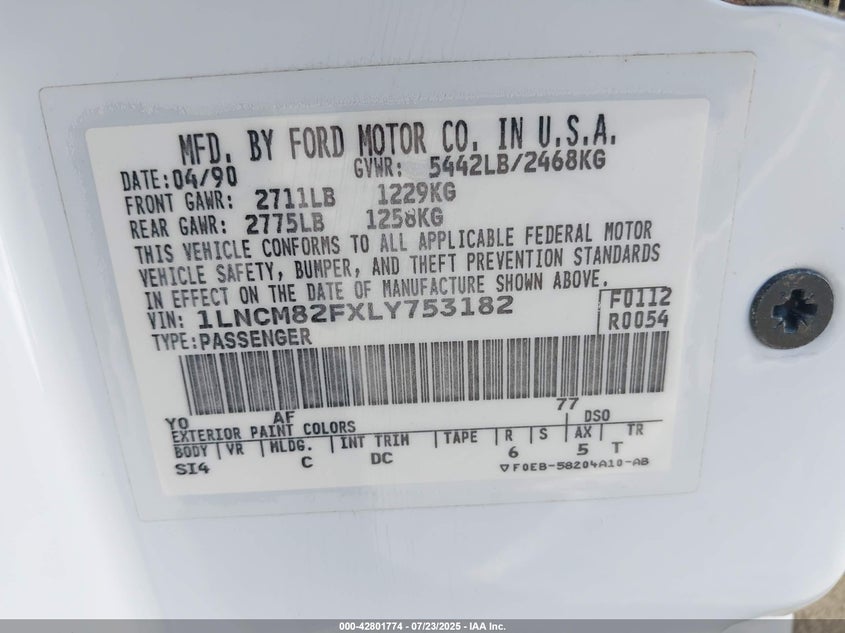 MFD. BY FORD MOTOR CO. IN U.S.A.
DATE: 04/90 GVWR: 5442LB/2468KG
FRONT GAWR: 2711LB 1229KG
REAR GAWR: 2775LB 1258KG
THIS VEHICLE CONFORMS TO ALL APPLICABLE FEDERAL MOTOR
VEHICLE SAFETY, BUMPER, AND THEFT PREVENTION STANDARDS
IN EFFECT ON THE DATE OF MANUFACTURE SHOWN ABOVE.
VIN: 1LNCM82FXLY753182 F0112
TYPE: PASSENGER R0054
YO AF 77
EXTERIOR PAINT COLORS DSO
BODY VR MLDG. INT TRIM TAPE R S AX TR
SI4 C DC 6 5 T
▽F0EB-58204A10-AB
000-42801774 | 07/23/2025 - IAA Inc.